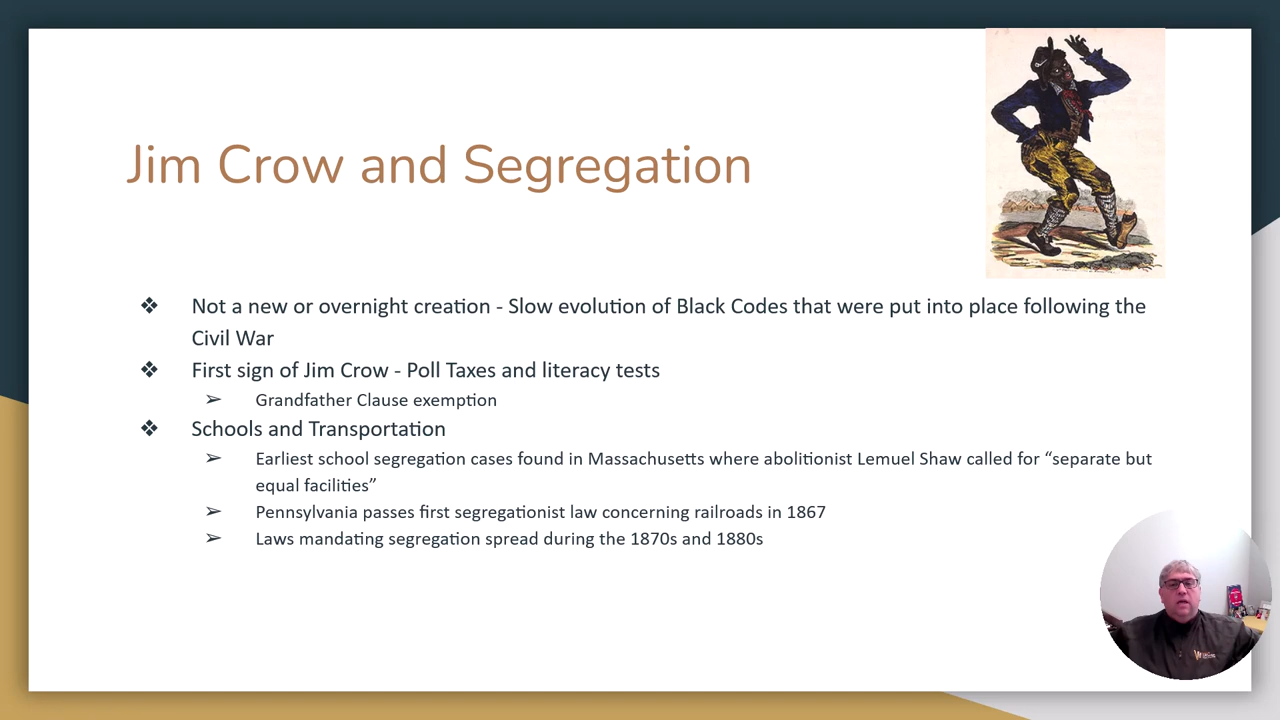 Jim Crow and Segregation
❖ Not a new or overnight creation - Slow evolution of Black Codes that were put into place following the
Civil War
❖ First sign of Jim Crow - Poll Taxes and literacy tests
➢ Grandfather Clause exemption
❖ Schools and Transportation
➢ Earliest school segregation cases found in Massachusetts where abolitionist Lemuel Shaw called for “separate but
equal facilities”
➢ Pennsylvania passes first segregationist law concerning railroads in 1867
➢ Laws mandating segregation spread during the 1870s and 1880s